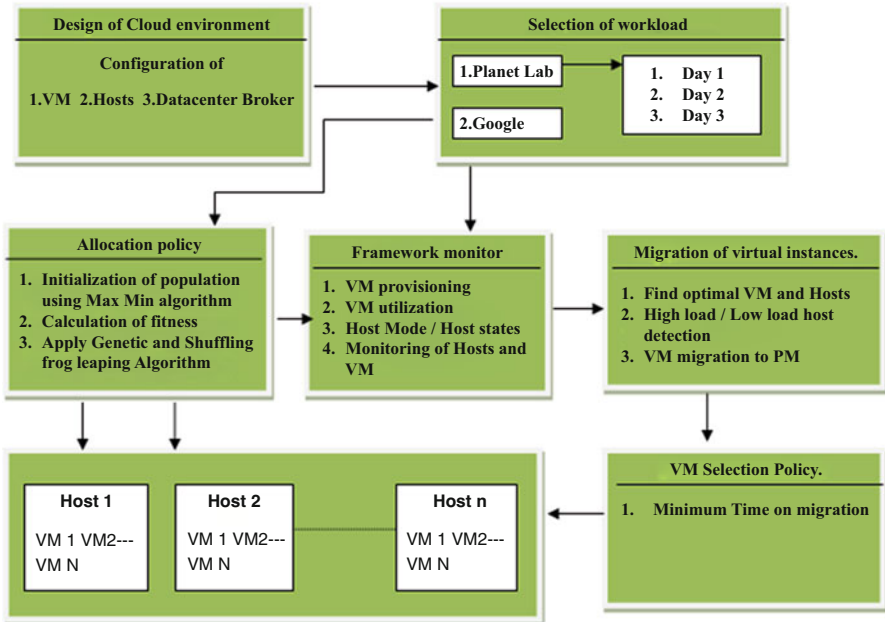 Design of Cloud environment
Configuration of
1.VM 2.Hosts 3.Datacenter Broker
Selection of workload
1.Planet Lab
2.Google
1. Day 1
2. Day 2
3. Day 3
Allocation policy
1. Initialization of population
using Max Min algorithm
2. Calculation of fitness
3. Apply Genetic and Shuffling
frog leaping Algorithm
Framework monitor
1. VM provisioning
2. VM utilization
3. Host Mode / Host states
4. Monitoring of Hosts and
VM
Migration of virtual instances.
1. Find optimal VM and Hosts
2. High load / Low load host
detection
3. VM migration to PM
Host 1
VM 1 VM2---
VM N
Host 2
VM 1 VM2---
VM N
Host n
VM 1 VM2---
VM N
VM Selection Policy.
1. Minimum Time on migration